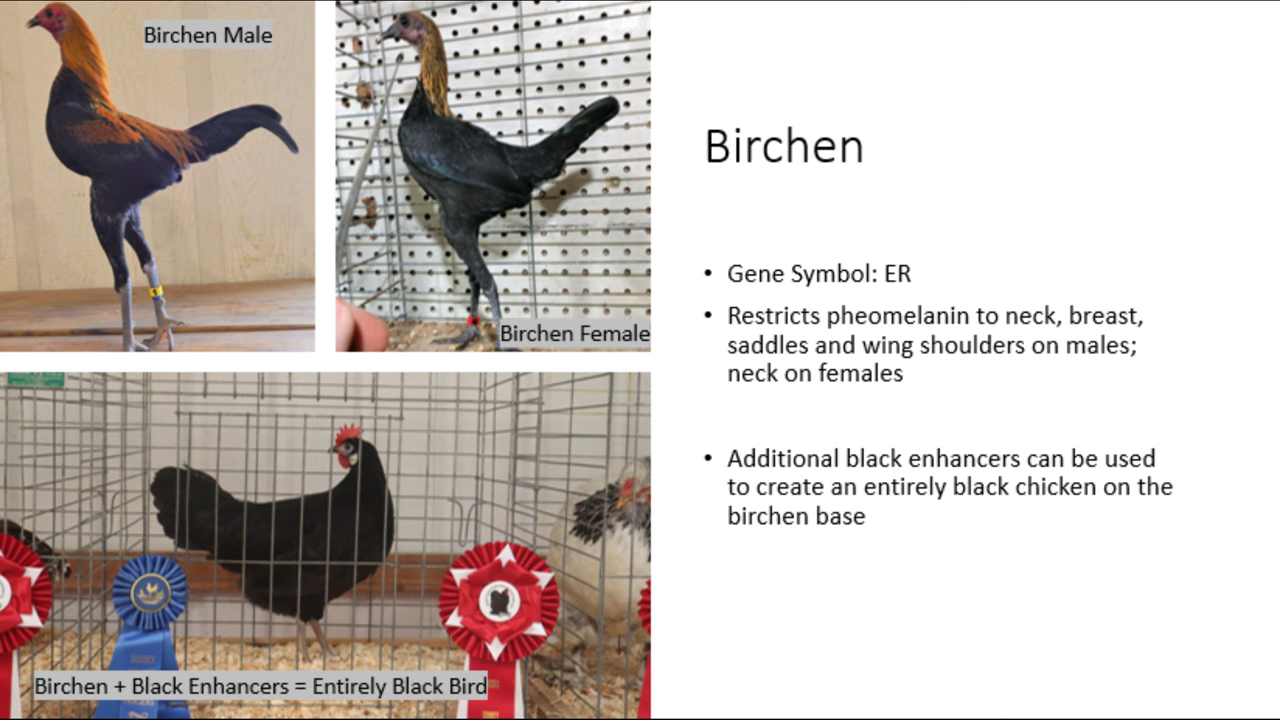 Birchen Male
Birchen Female
Birchen + Black Enhancers = Entirely Black Bird
Birchen
• Gene Symbol: ER
• Restricts pheomelanin to neck, breast,
saddles and wing shoulders on males;
neck on females
• Additional black enhancers can be used
to create an entirely black chicken on the
birchen base